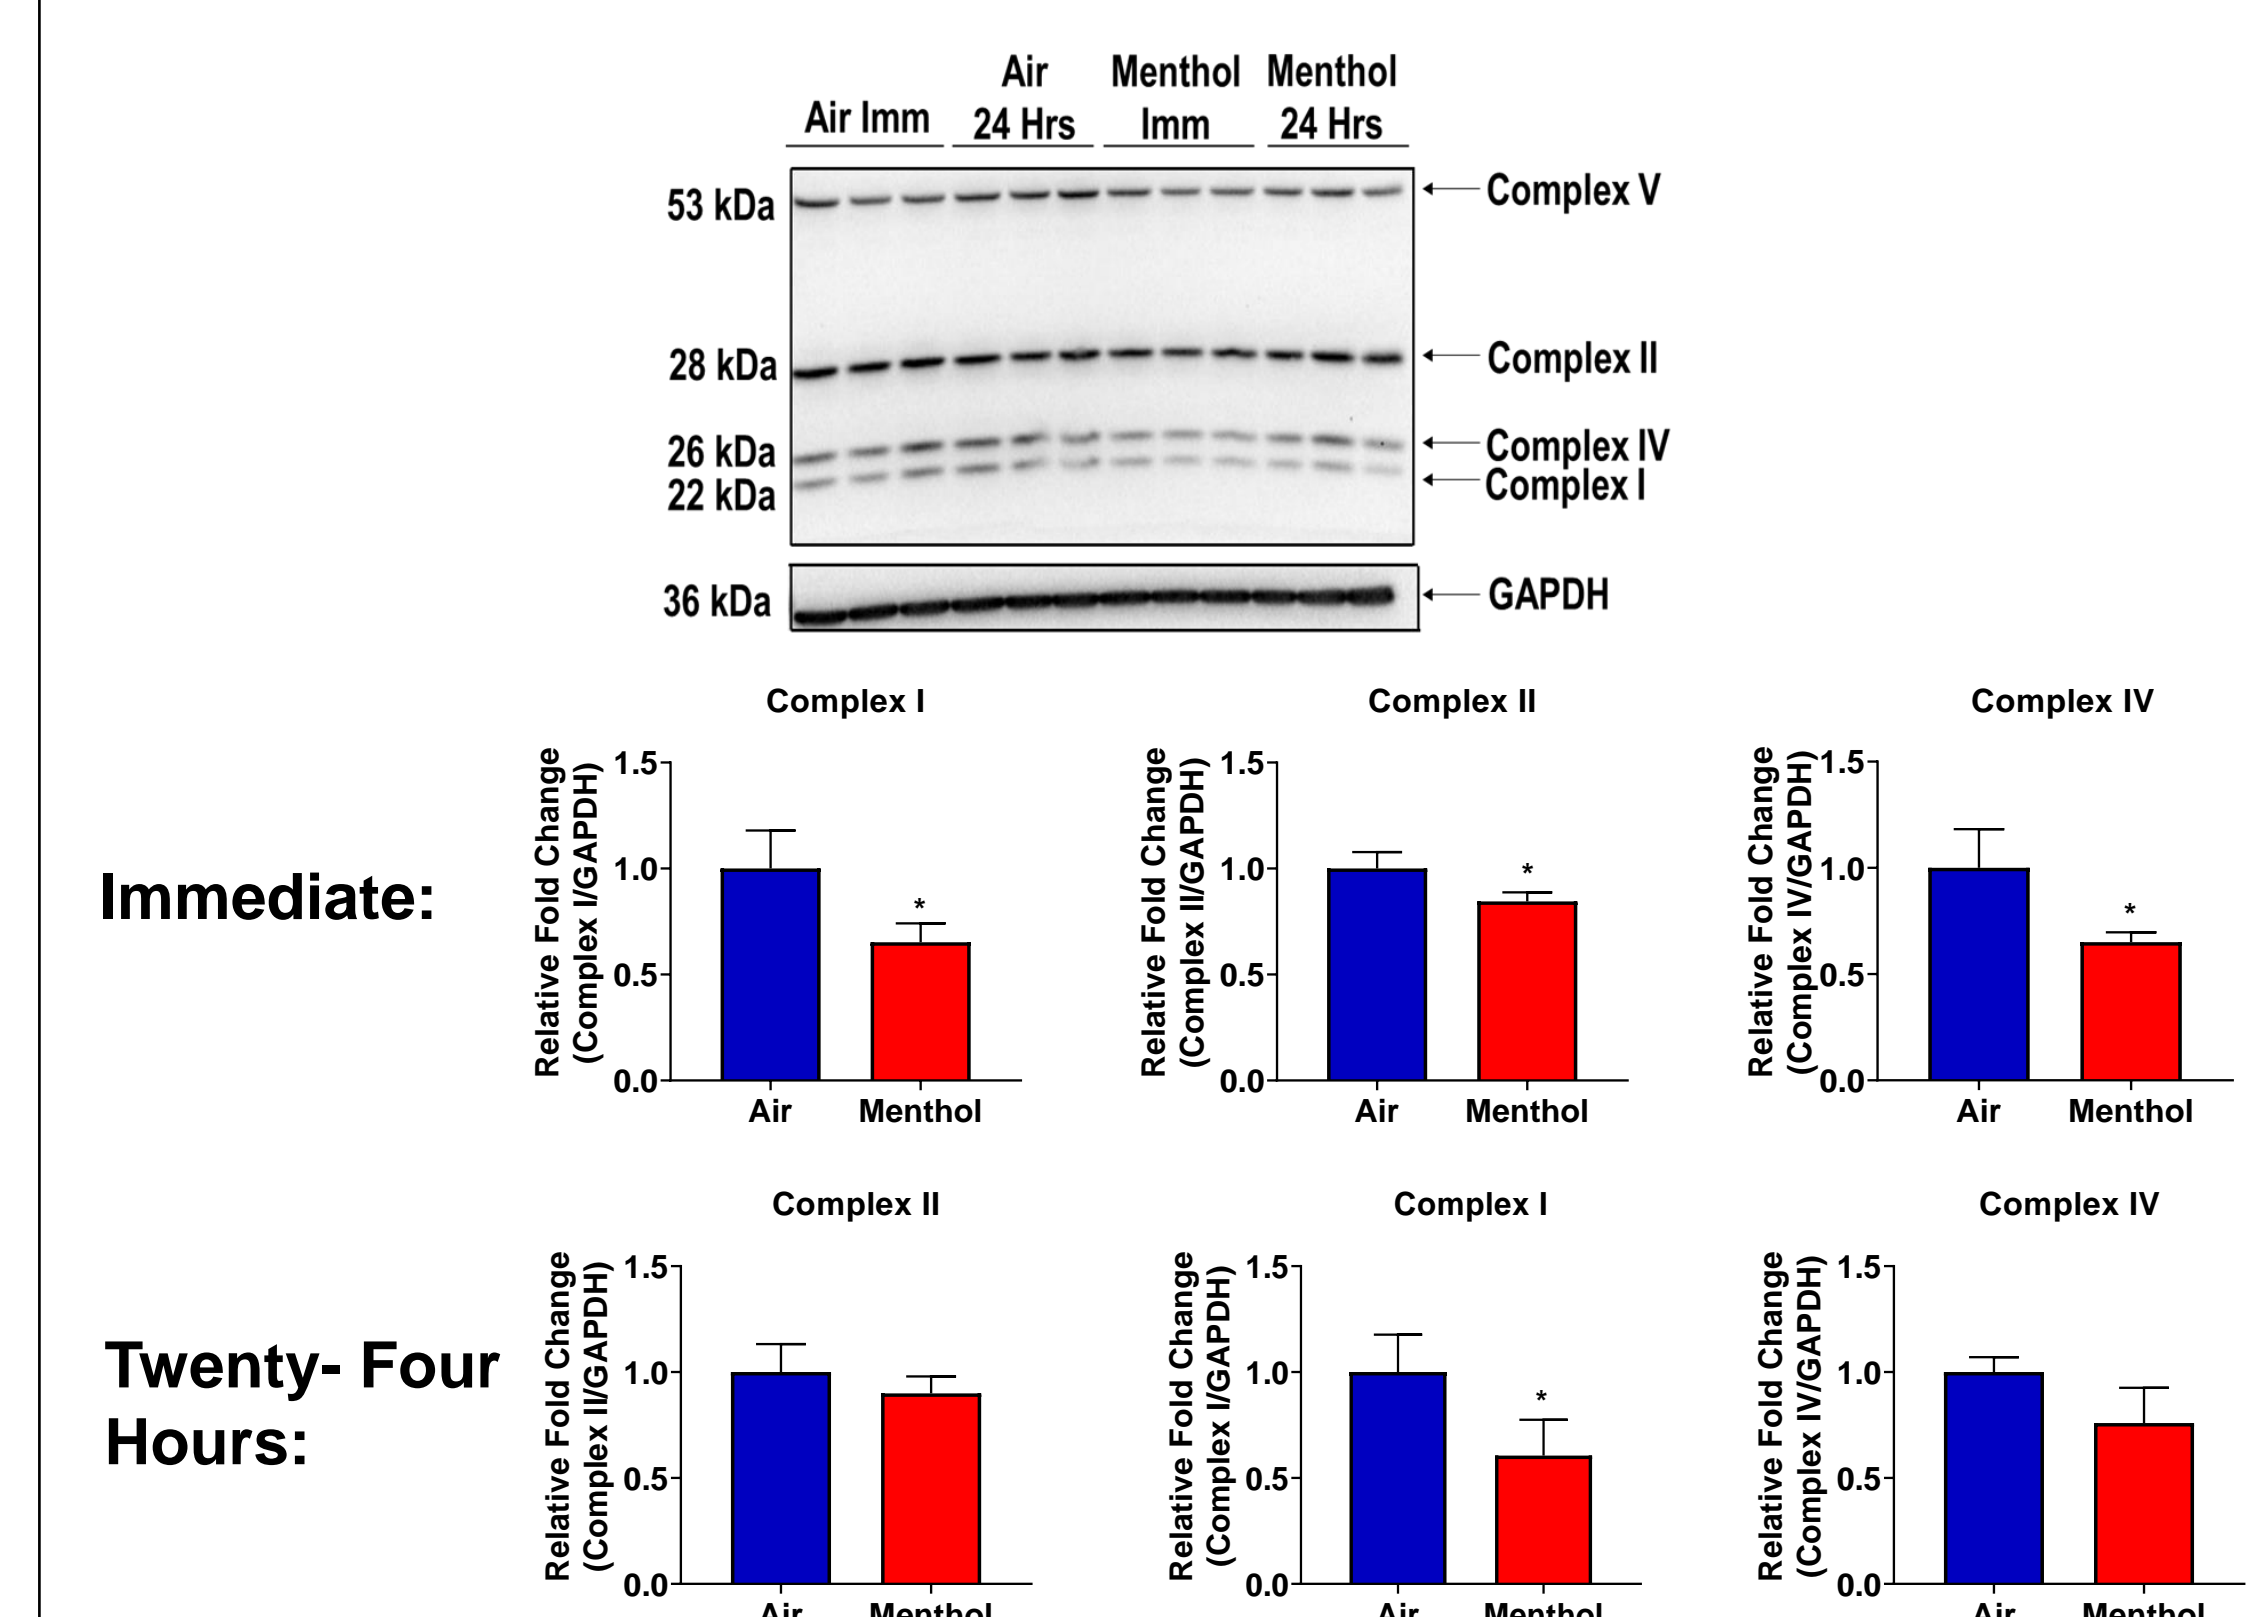 Air Imm
Air
24 Hrs
Menthol
Imm
Menthol
24 Hrs
53 kDa
Complex V
28 kDa
Complex II
26 kDa
Complex IV
22 kDa
Complex I
36 kDa
GAPDH
Immediate:
Complex I
Relative Fold Change
(Complex I/GAPDH)
1.5
1.0
0.5
0.0
*
Air
Menthol
Complex II
Relative Fold Change
(Complex II/GAPDH)
1.5
1.0
0.5
0.0
*
Air
Menthol
Complex IV
Relative Fold Change
(Complex IV/GAPDH)
1.5
1.0
0.5
0.0
*
Air
Menthol
Twenty- Four
Hours:
Complex II
Relative Fold Change
(Complex II/GAPDH)
1.5
1.0
0.5
0.0
Air
Menthol
Complex I
Relative Fold Change
(Complex I/GAPDH)
1.5
1.0
0.5
0.0
*
Air
Menthol
Complex IV
Relative Fold Change
(Complex IV/GAPDH)
1.5
1.0
0.5
0.0
Air
Menthol